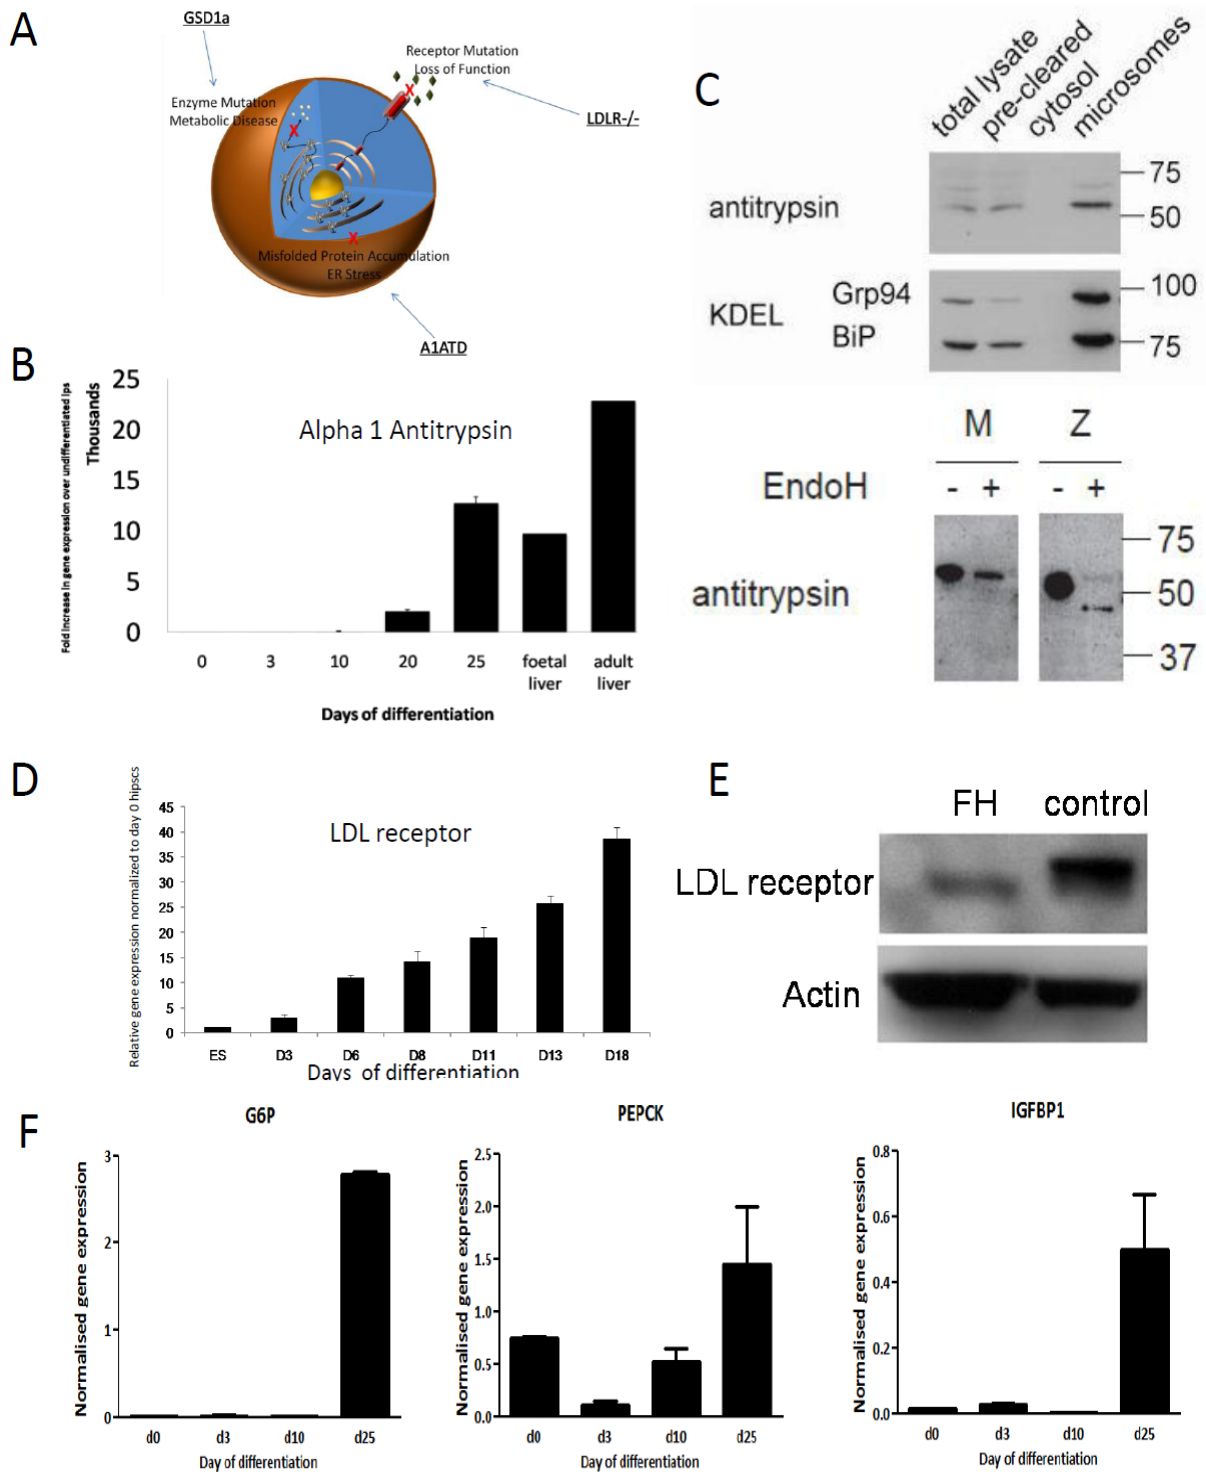 A
GSD1a
Receptor Mutation
Loss of Function
Enzyme Mutation
Metabolic Disease
LDLR-/-
Misfolded Protein Accumulation
ER Stress
A1ATD
X
X
X
B
Fold increase in gene expression over undifferentiated ips
Thousands
25
20
15
10
5
0
Alpha 1 Antitrypsin
0 3 10 20 25 foetal liver adult liver
Days of differentiation
C
total lysate
pre-cleared
cytosol
microsomes
antitrypsin
75
50
KDEL
Grp94
BiP
100
75
M Z
EndoH - + - +
antitrypsin
75
50
37
D
Relative gene expression normalized to day 0 hipscs
45
40
35
30
25
20
15
10
5
0
LDL receptor
ES D3 D6 D8 D11 D13 D18
Days of differentiation
E
FH control
LDL receptor
Actin
F
G6P
Normalised gene expression
3
2
1
0
d0 d3 d10 d25
Day of differentiation
PEPCK
Normalised gene expression
2.5
2.0
1.5
1.0
0.5
0.0
d0 d3 d10 d25
Day of differentiation
IGFBP1
Normalised gene expression
0.8
0.6
0.4
0.2
0.0
d0 d3 d10 d25
Day of differentiation